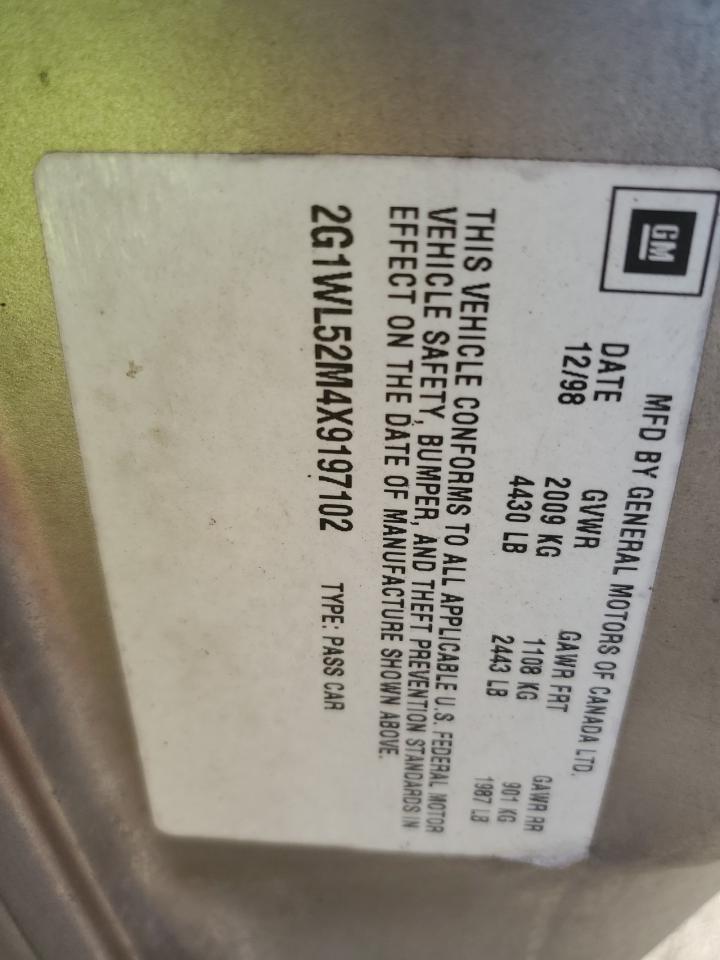 GM
MFD BY GENERAL MOTORS OF CANADA LTD.
DATE GVWR GAWR FRT GAWR RR
12/98 2009 KG 1108 KG 901 KG
4430 LB 2443 LB 1987 LB
THIS VEHICLE CONFORMS TO ALL APPLICABLE U.S. FEDERAL MOTOR
VEHICLE SAFETY, BUMPER, AND THEFT PREVENTION STANDARDS IN
EFFECT ON THE DATE OF MANUFACTURE SHOWN ABOVE.
2G1WL52M4X9197102 TYPE: PASS CAR